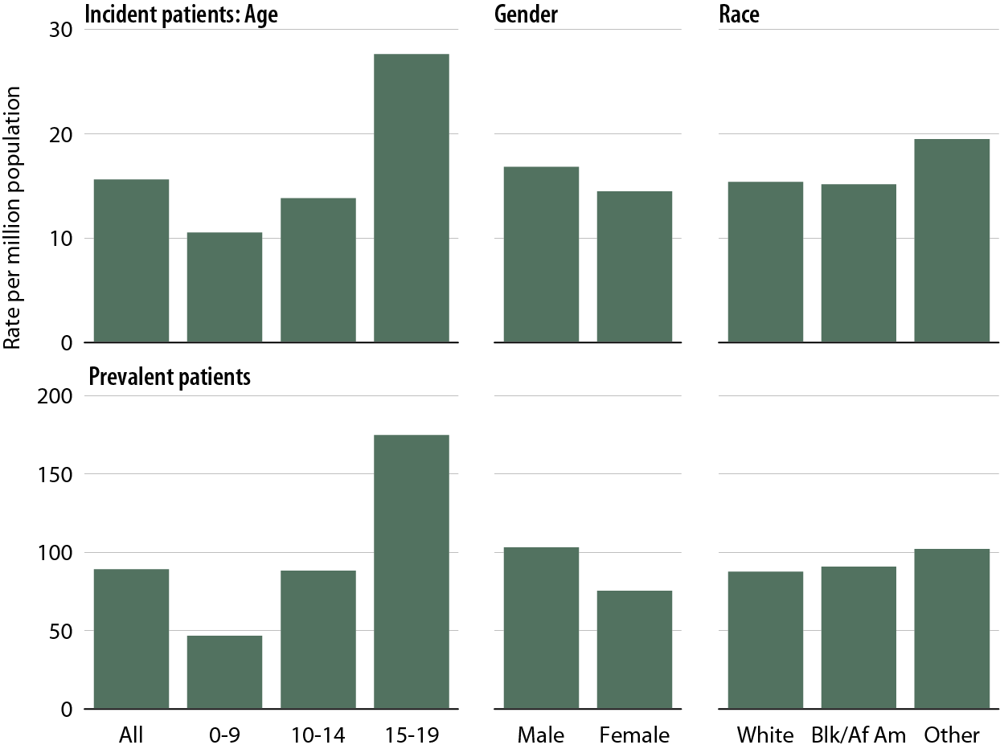 Incident patients: Age
Gender
Race
Rate per million population
30
20
10
0
Prevalent patients
200
150
100
50
0
All 0-9 10-14 15-19 Male Female White Blk/Af Am Other